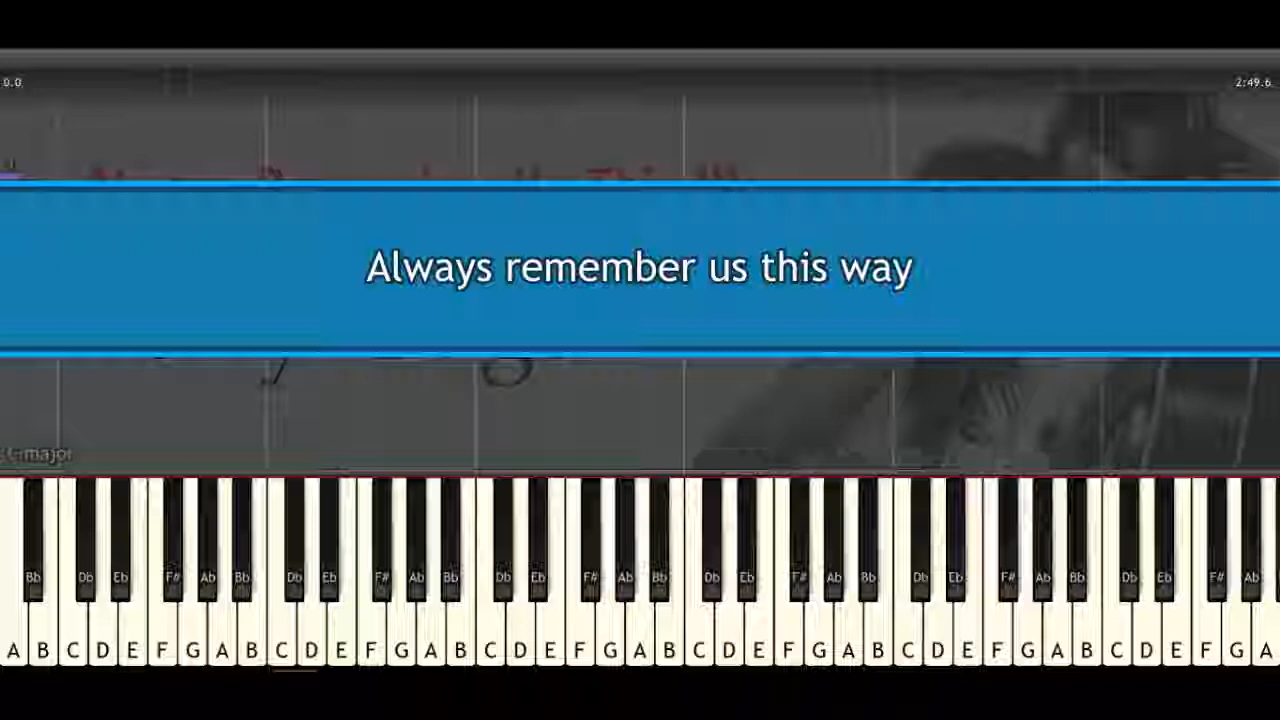 0.0
2:49.6
Always remember us this way
C major
Bb Db Eb F# Ab Bb Db Eb F# Ab Bb Db Eb F# Ab Bb Db Eb F# Ab Bb Db Eb F# Ab Bb Db Eb F# Ab
A B C D E F G A B C D E F G A B C D E F G A B C D E F G A B C D E F G A B C D E F G A